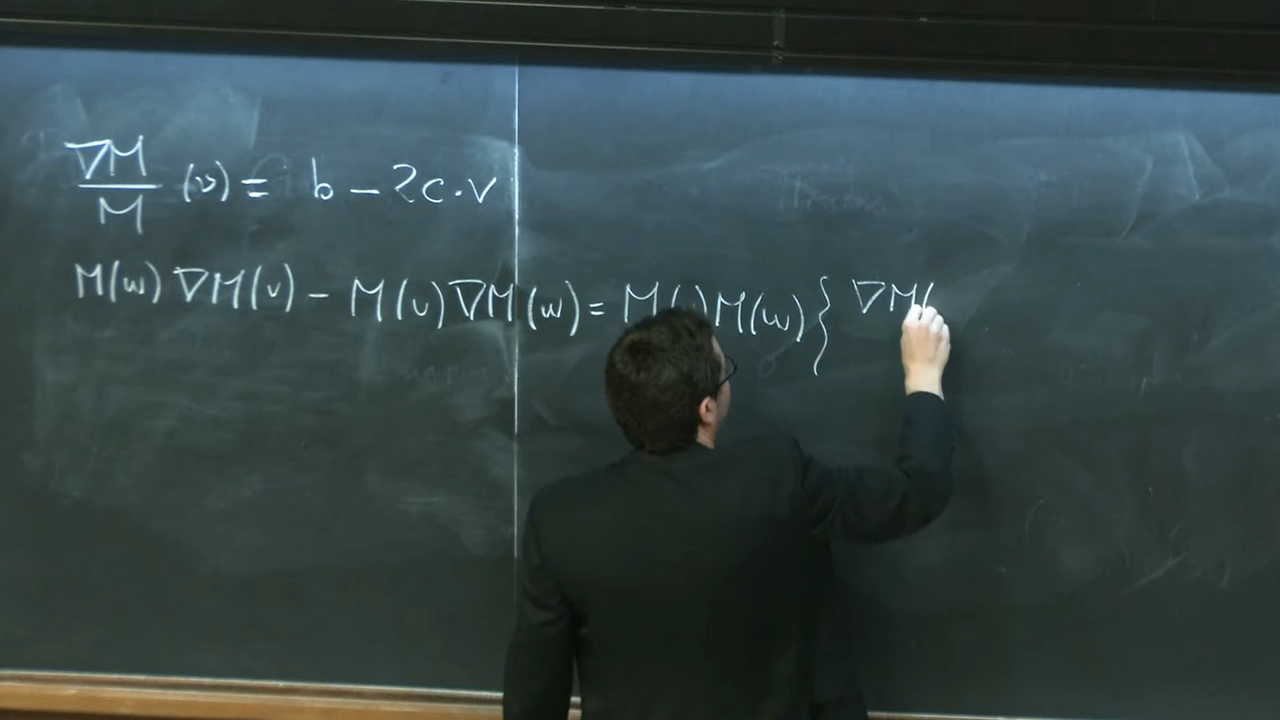 ∇M/M (v) = b - 2c·v
M(w) ∇M(v) - M(v) ∇M(w) = M( )M(w) { ∇M(